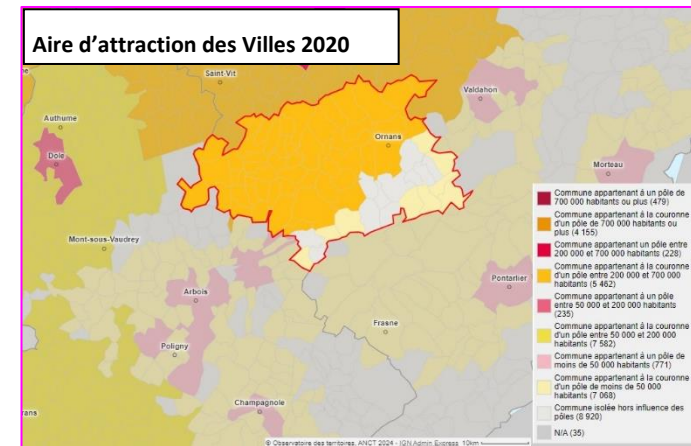 Aire d’attraction des Villes 2020
Saint-Vit
Valdahon
Authume
Ornans
Dole
Morteau
Mont-sous-Vaudrey
Pontarlier
Arbois
Frasne
Poligny
Champagnole
Commune appartenant à un pôle de
700 000 habitants ou plus (479)
Commune appartenant à la couronne
d'un pôle de 700 000 habitants ou
plus (4 155)
Commune appartenant un pôle entre
200 000 et 700 000 habitants (228)
Commune appartenant à la couronne
d'un pôle entre 200 000 et 700 000
habitants (5 462)
Commune appartenant à un pôle
entre 50 000 et 200 000 habitants
(235)
Commune appartenant à la couronne
d'un pôle entre 50 000 et 200 000
habitants (7 582)
Commune appartenant à un pôle de
moins de 50 000 habitants (771)
Commune appartenant à la couronne
d'un pôle de moins de 50 000
habitants (7 068)
Commune isolée hors influence des
pôles (8 920)
N/A (35)
© Observatoire des territoires, ANCT 2024 - IGN Admin Express 10km